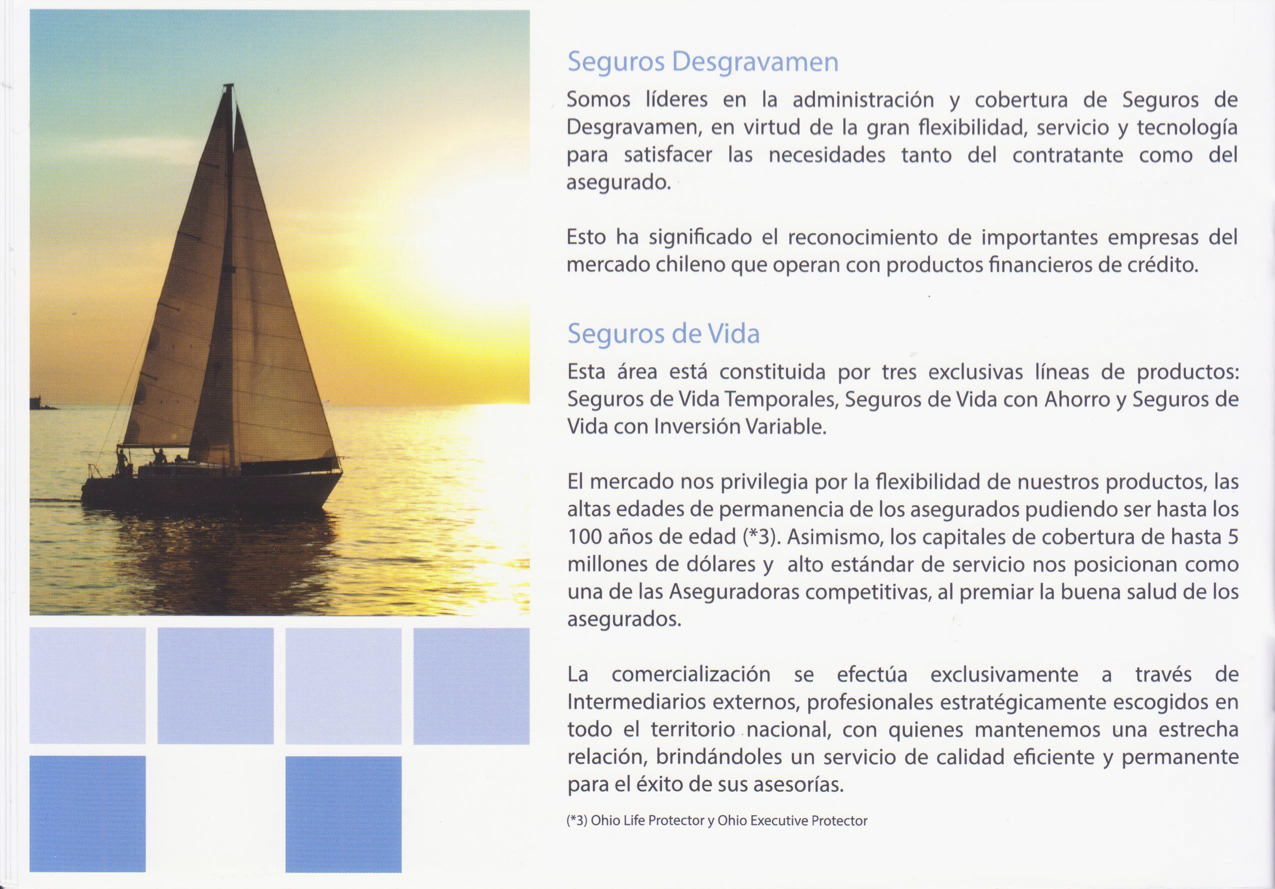 Seguros Desgravamen
Somos líderes en la administración y cobertura de Seguros de
Desgravamen, en virtud de la gran flexibilidad, servicio y tecnología
para satisfacer las necesidades tanto del contratante como del
asegurado.
Esto ha significado el reconocimiento de importantes empresas del
mercado chileno que operan con productos financieros de crédito.
Seguros de Vida
Esta área está constituida por tres exclusivas líneas de productos:
Seguros de Vida Temporales, Seguros de Vida con Ahorro y Seguros de
Vida con Inversión Variable.
El mercado nos privilegia por la flexibilidad de nuestros productos, las
altas edades de permanencia de los asegurados pudiendo ser hasta los
100 años de edad (*3). Asimismo, los capitales de cobertura de hasta 5
millones de dólares y alto estándar de servicio nos posicionan como
una de las Aseguradoras competitivas, al premiar la buena salud de los
asegurados.
La comercialización se efectúa exclusivamente a través de
Intermediarios externos, profesionales estratégicamente escogidos en
todo el territorio nacional, con quienes mantenemos una estrecha
relación, brindándoles un servicio de calidad eficiente y permanente
para el éxito de sus asesorías.
(*3) Ohio Life Protector y Ohio Executive Protector